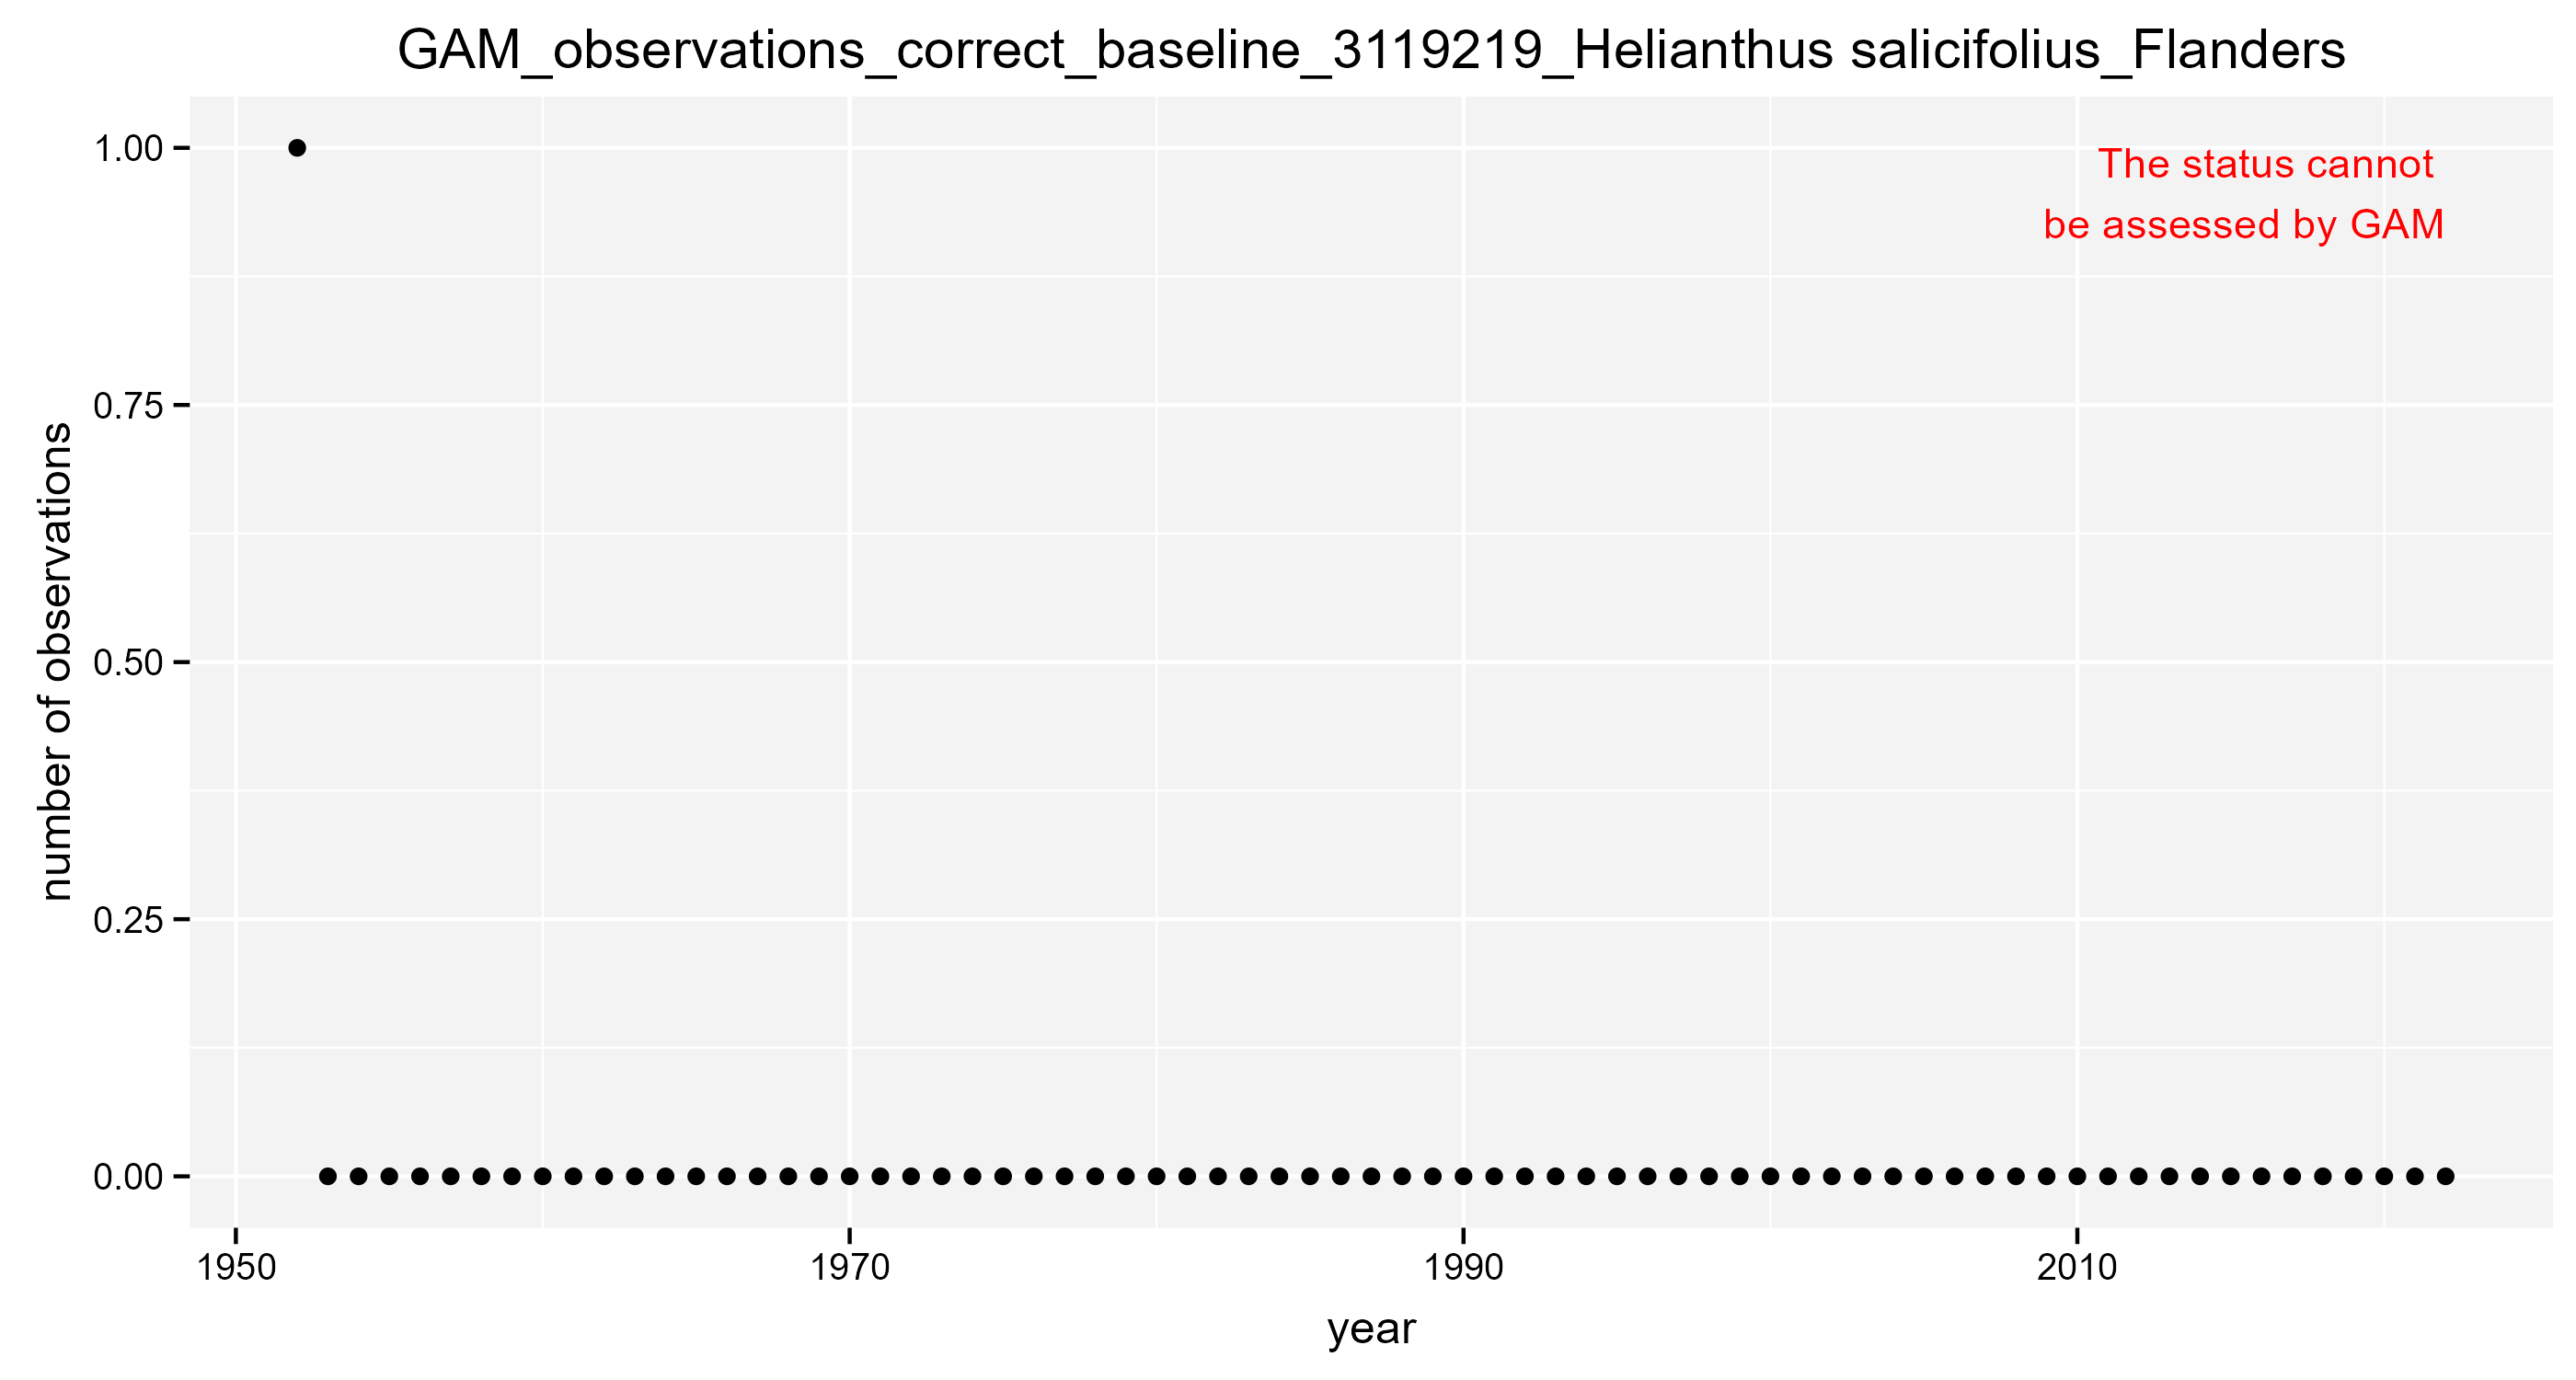 GAM_observations_correct_baseline_3119219_Helianthus salicifolius_Flanders
The status cannot
be assessed by GAM
number of observations
1.00
0.75
0.50
0.25
0.00
1950
1970
1990
2010
year